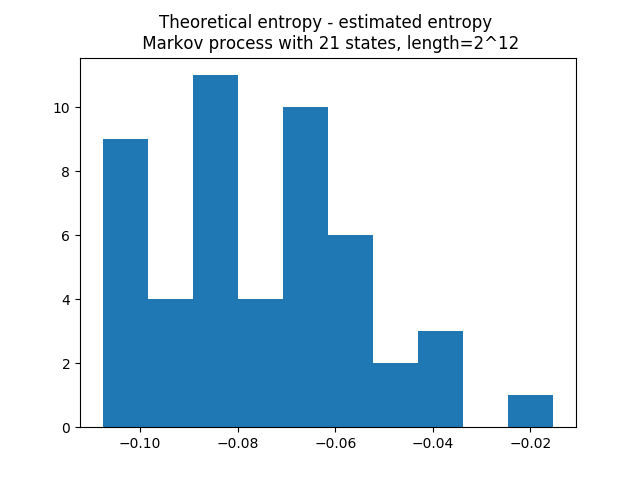 Theoretical entropy - estimated entropy
Markov process with 21 states, length=2^12
10
8
6
4
2
0
−0.10 −0.08 −0.06 −0.04 −0.02